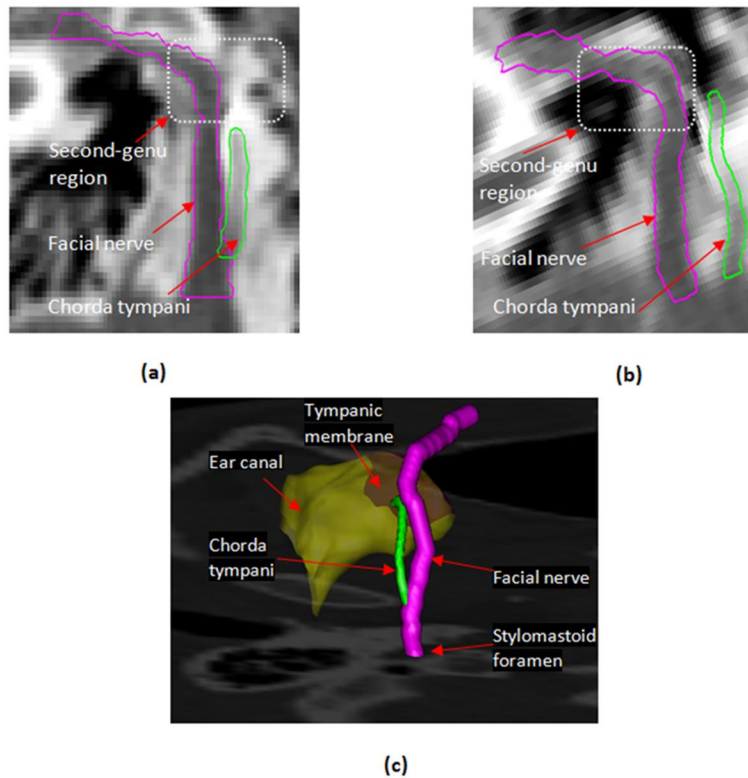 Second-genu
region
Facial nerve
Chorda tympani
(a)
Second-genu
region
Facial nerve
Chorda tympani
(b)
Tympanic
membrane
Ear canal
Chorda
tympani
Facial nerve
Stylomastoid
foramen
(c)